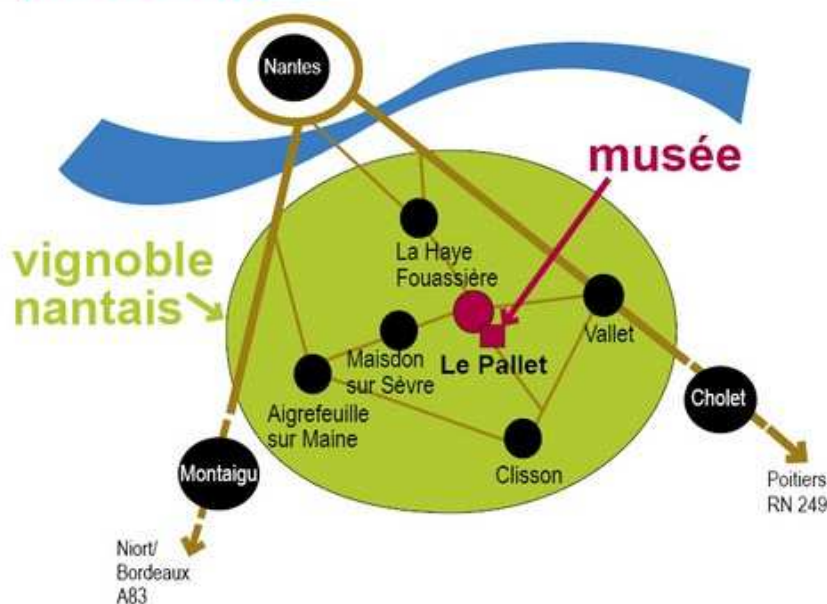 Nantes
musée
vignoble
nantais
La Haye
Fouassière
Vallet
Maisdon
sur Sèvre
Le Pallet
Aigrefeuille
sur Maine
Cholet
Clisson
Montaigu
Poitiers
RN 249
Niort/
Bordeaux
A83